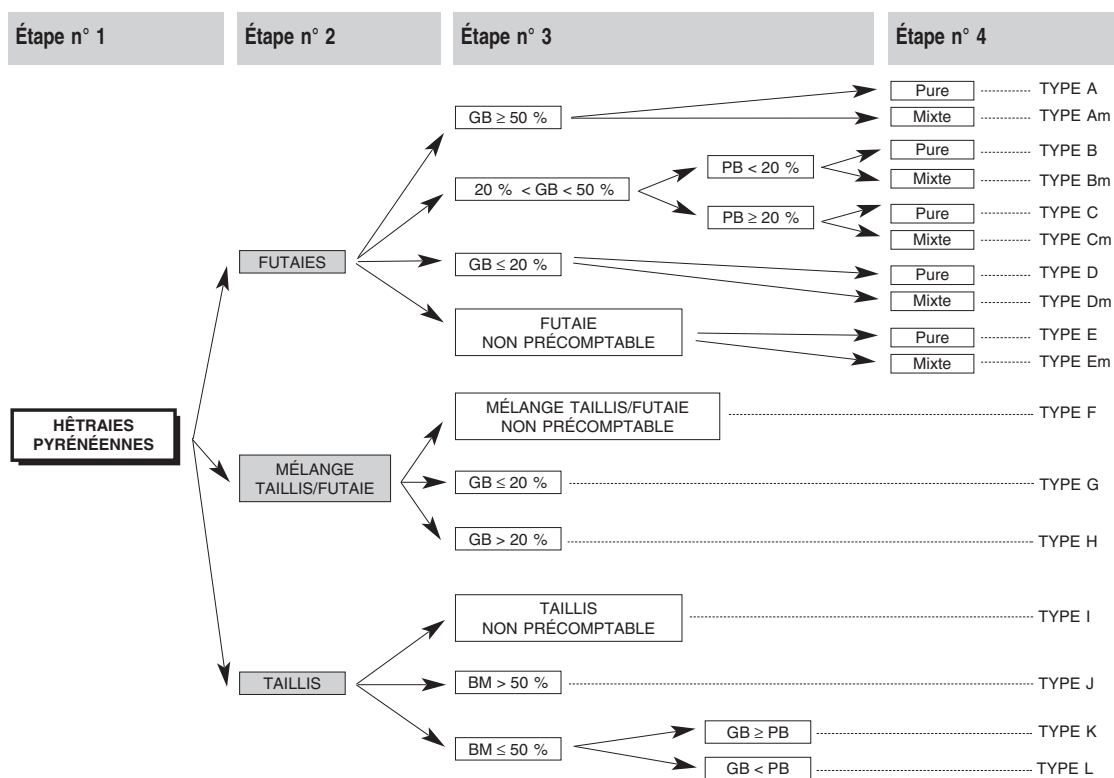 Étape n° 1
Étape n° 2
Étape n° 3
Étape n° 4
HÊTRAIES
PYRÉNÉENNES
FUTAIES
GB ≥ 50 %
Pure
TYPE A
Mixte
TYPE Am
20 % < GB < 50 %
PB < 20 %
Pure
TYPE B
Mixte
TYPE Bm
PB ≥ 20 %
Pure
TYPE C
Mixte
TYPE Cm
GB ≤ 20 %
Pure
TYPE D
Mixte
TYPE Dm
FUTAIE
NON PRÉCOMPTABLE
Pure
TYPE E
Mixte
TYPE Em
MÉLANGE
TAILLIS/FUTAIE
MÉLANGE TAILLIS/FUTAIE
NON PRÉCOMPTABLE
TYPE F
GB ≤ 20 %
TYPE G
GB > 20 %
TYPE H
TAILLIS
TAILLIS
NON PRÉCOMPTABLE
TYPE I
BM > 50 %
TYPE J
BM ≤ 50 %
GB ≥ PB
TYPE K
GB < PB
TYPE L